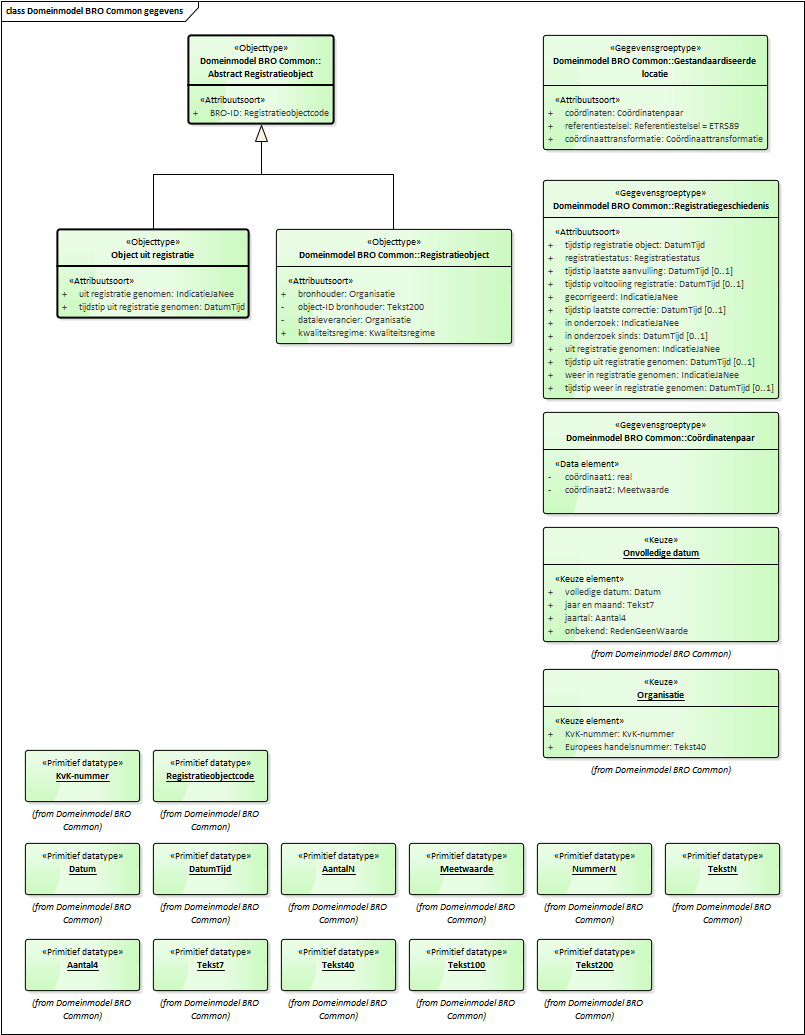 class Domeinmodel BRO Common gegevens
«Objecttype»
Domeinmodel BRO Common::
Abstract Registratieobject
«Attribuutsoort»
+ BRO-ID: Registratieobjectcode
«Objecttype»
Object uit registratie
«Attribuutsoort»
+ uit registratie genomen: IndicatieJaNee
+ tijdstip uit registratie genomen: DatumTijd
«Objecttype»
Domeinmodel BRO Common::Registratieobject
«Attribuutsoort»
+ bronhouder: Organisatie
- object-ID bronhouder: Tekst200
- dataleverancier: Organisatie
+ kwaliteitsregime: Kwaliteitsregime
«Gegevensgroeptype»
Domeinmodel BRO Common::Gestandaardiseerde
locatie
«Attribuutsoort»
+ coördinaten: Coördinatenpaar
+ referentiestelsel: Referentiestelsel = ETRS89
+ coördinaattransformatie: Coördinaattransformatie
«Gegevensgroeptype»
Domeinmodel BRO Common::Registratiegeschiedenis
«Attribuutsoort»
+ tijdstip registratie object: DatumTijd
+ registratiestatus: Registratiestatus
+ tijdstip laatste aanvulling: DatumTijd [0..1]
+ tijdstip voltooiing registratie: DatumTijd [0..1]
+ gecorrigeerd: IndicatieJaNee
+ tijdstip laatste correctie: DatumTijd [0..1]
+ in onderzoek: IndicatieJaNee
+ in onderzoek sinds: DatumTijd [0..1]
+ uit registratie genomen: IndicatieJaNee
+ tijdstip uit registratie genomen: DatumTijd [0..1]
+ weer in registratie genomen: IndicatieJaNee
+ tijdstip weer in registratie genomen: DatumTijd [0..1]
«Gegevensgroeptype»
Domeinmodel BRO Common::Coördinatenpaar
«Data element»
- coördinaat1: real
- coördinaat2: Meetwaarde
«Keuze»
Onvolledige datum
«Keuze element»
+ volledige datum: Datum
+ jaar en maand: Tekst7
+ jaartal: Aantal4
+ onbekend: RedenGeenWaarde
(from Domeinmodel BRO Common)
«Keuze»
Organisatie
«Keuze element»
+ KvK-nummer: KvK-nummer
+ Europees handelsnummer: Tekst40
(from Domeinmodel BRO Common)
«Primitief datatype»
KvK-nummer
(from Domeinmodel BRO
Common)
«Primitief datatype»
Registratieobjectcode
(from Domeinmodel BRO
Common)
«Primitief datatype»
Datum
(from Domeinmodel BRO
Common)
«Primitief datatype»
DatumTijd
(from Domeinmodel BRO
Common)
«Primitief datatype»
AantalN
(from Domeinmodel BRO
Common)
«Primitief datatype»
Meetwaarde
(from Domeinmodel BRO
Common)
«Primitief datatype»
NummerN
(from Domeinmodel BRO
Common)
«Primitief datatype»
TekstN
(from Domeinmodel BRO
Common)
«Primitief datatype»
Aantal4
(from Domeinmodel BRO
Common)
«Primitief datatype»
Tekst7
(from Domeinmodel BRO
Common)
«Primitief datatype»
Tekst40
(from Domeinmodel BRO
Common)
«Primitief datatype»
Tekst100
(from Domeinmodel BRO
Common)
«Primitief datatype»
Tekst200
(from Domeinmodel BRO
Common)